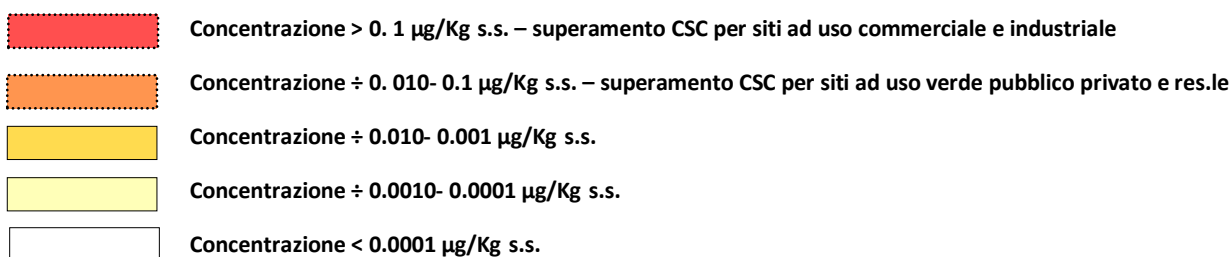 Concentrazione > 0. 1 µg/Kg s.s. – superamento CSC per siti ad uso commerciale e industriale
Concentrazione ÷ 0. 010- 0.1 µg/Kg s.s. – superamento CSC per siti ad uso verde pubblico privato e res.le
Concentrazione ÷ 0.010- 0.001 µg/Kg s.s.
Concentrazione ÷ 0.0010- 0.0001 µg/Kg s.s.
Concentrazione < 0.0001 µg/Kg s.s.